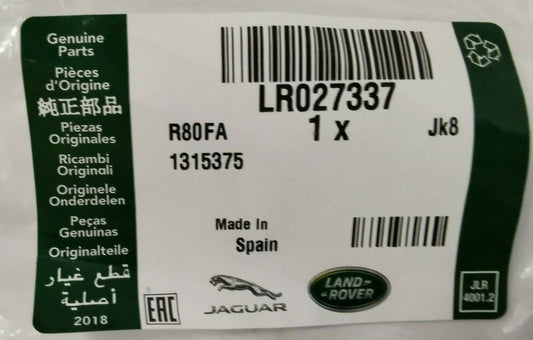 Genuine
Parts
Pièces
d'Origine
純正部品
Piezas
Originales
Ricambi
Originali
Originele
Onderdelen
Peças
Genuinas
Originalteile
قطع غيار
أصلية
2018
LR027337
R80FA
1 x
Jk8
1315375
Made In
Spain
EAC
JAGUAR
LAND-
-ROVER
JLR
4001.2